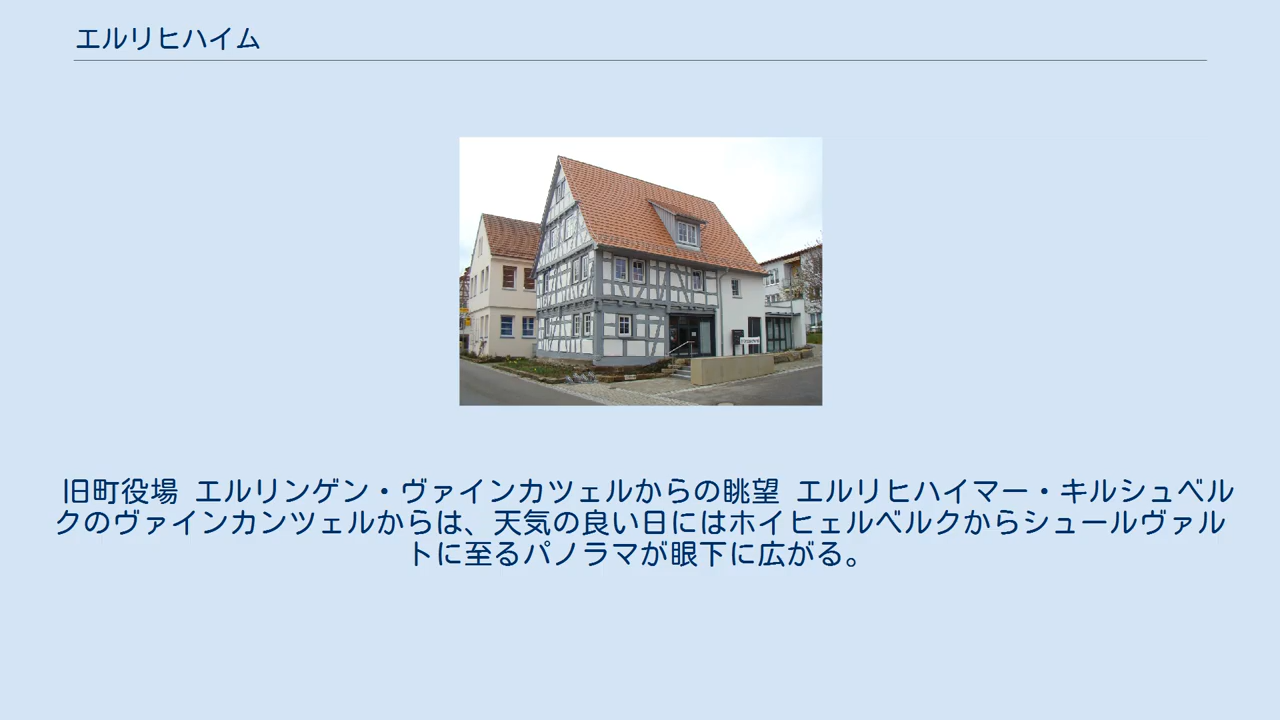 エルリヒハイム
旧町役場 エルリンゲン・ヴァインカツェルからの眺望 エルリヒハイマー・キルシュベル
クのヴァインカンツェルからは、天気の良い日にはホイヒェルベルクからシュールヴァル
トに至るパノラマが眼下に広がる。